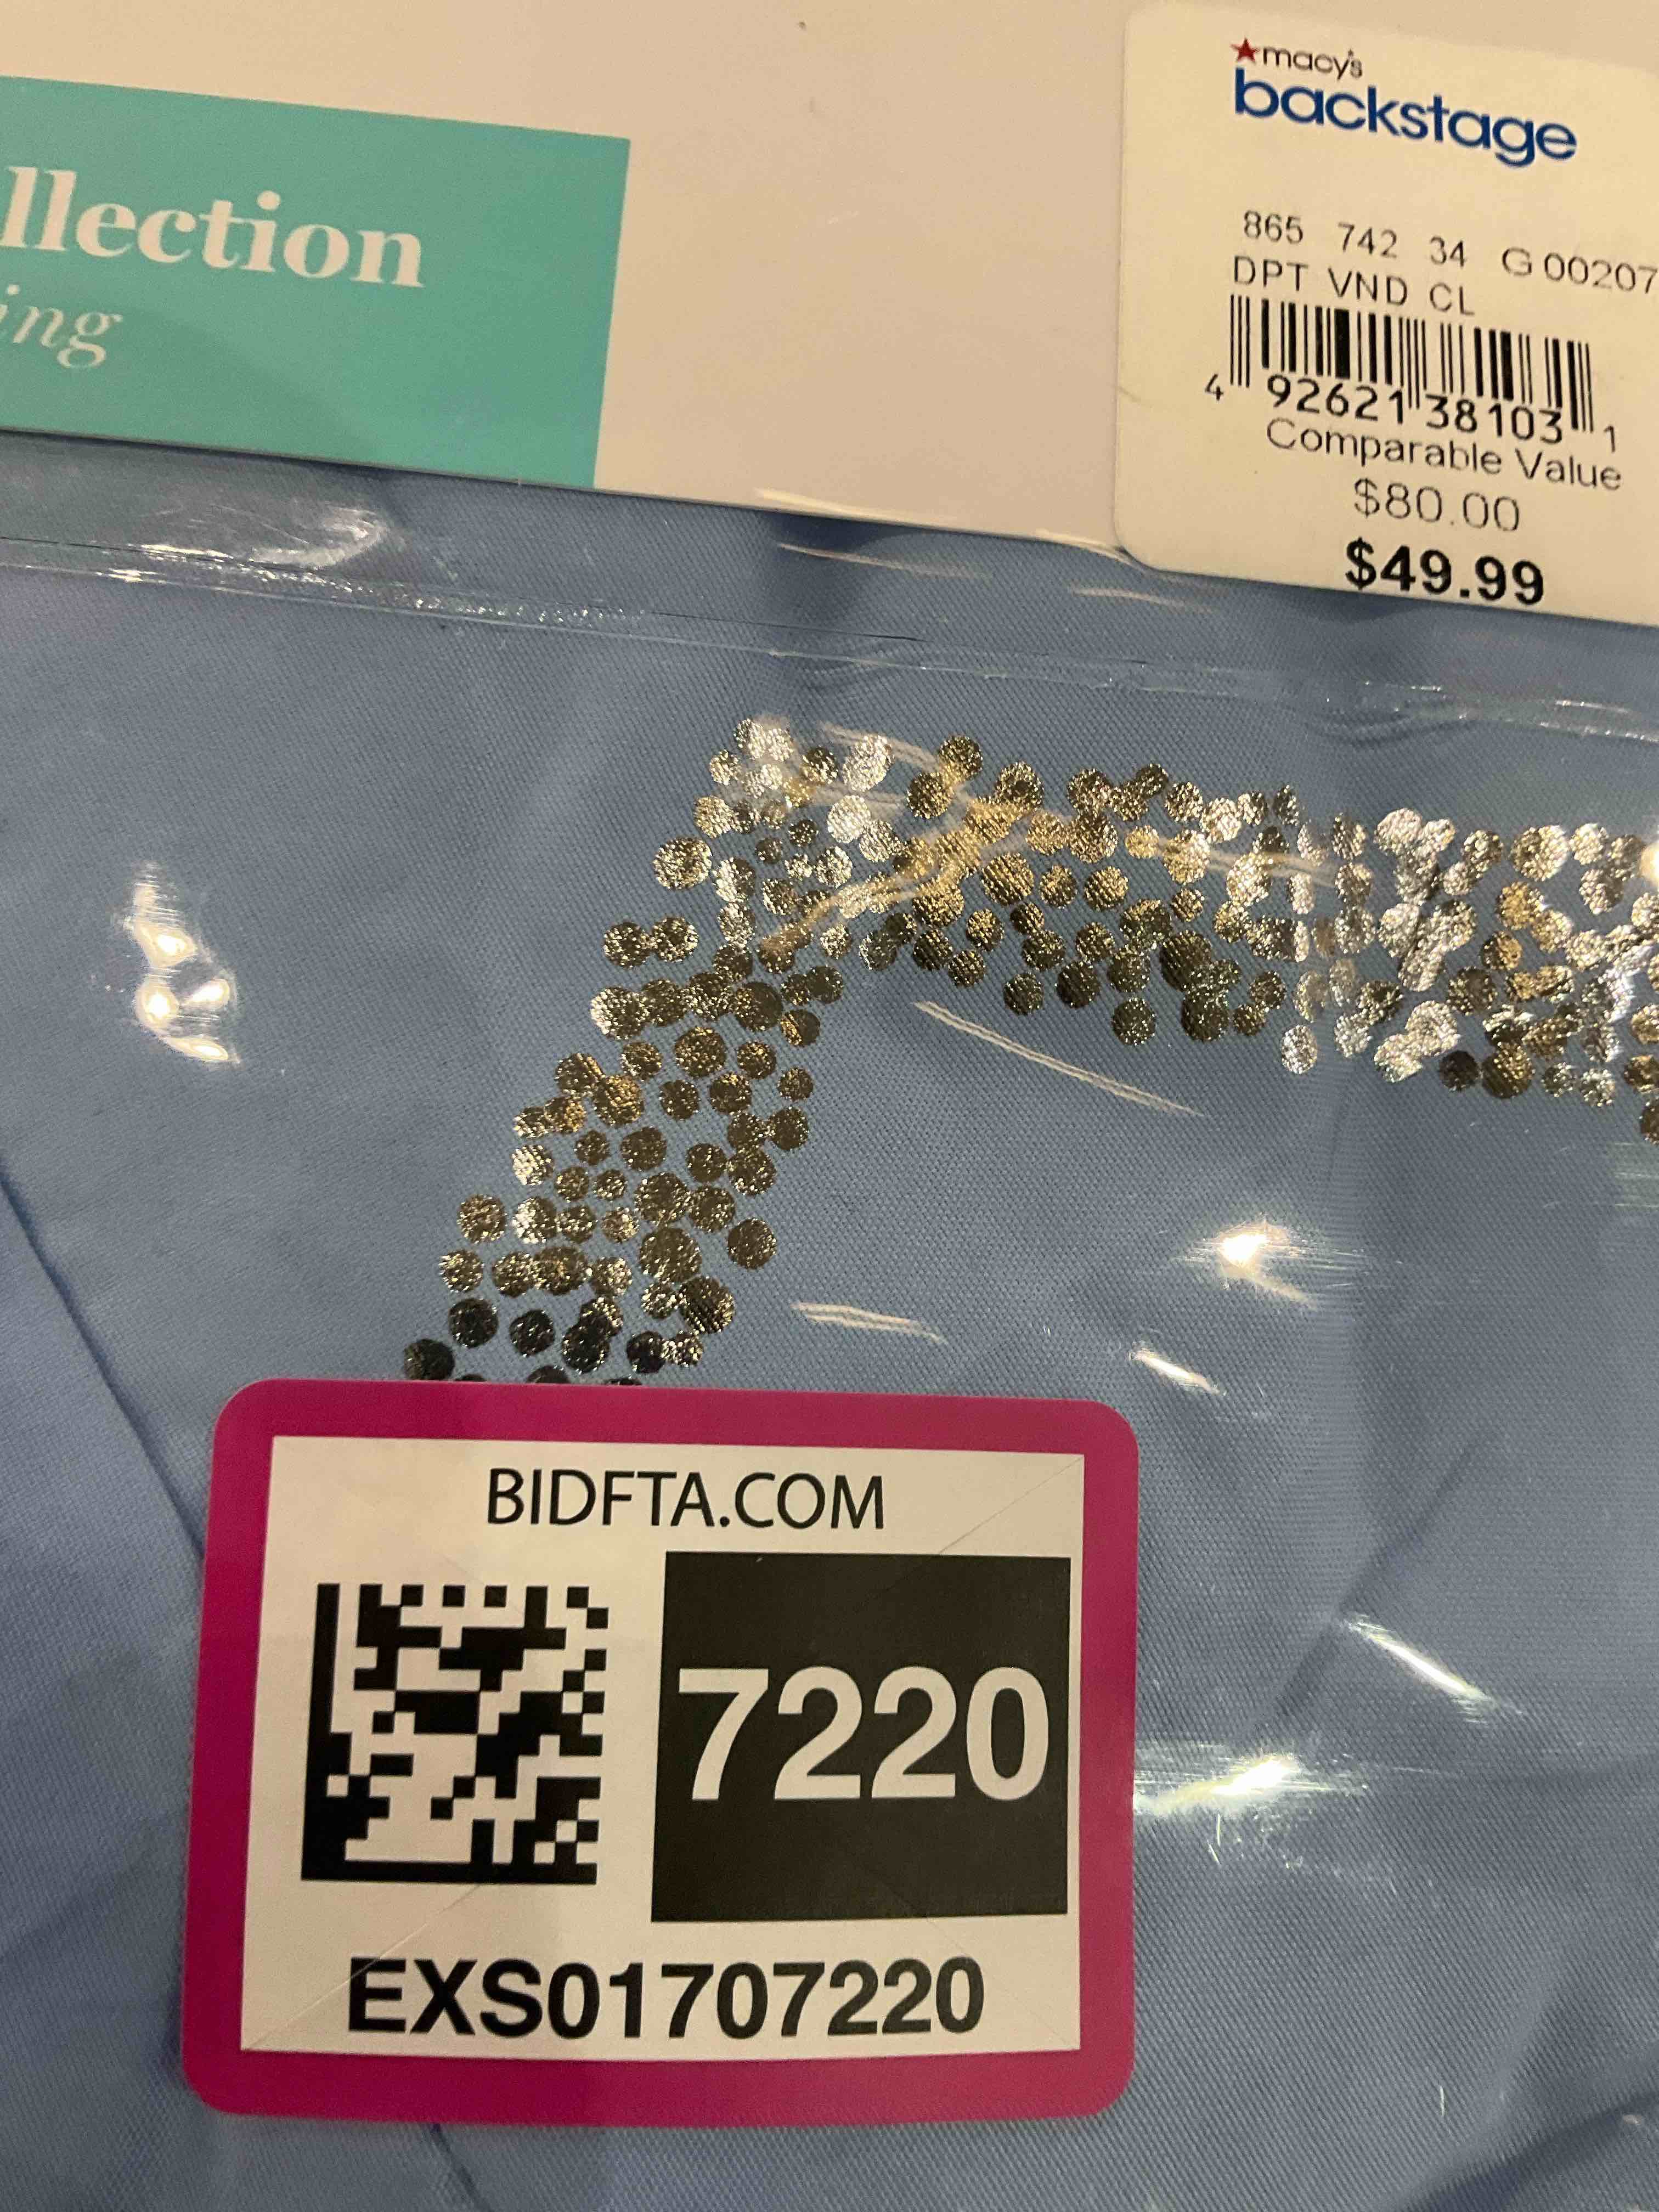 llection
ing
macy's
backstage
865 742 34 G00207
DPT VND CL
4 92621 38103 1
Comparable Value
$80.00
$49.99
BIDFTA.COM
7220
EXS01707220